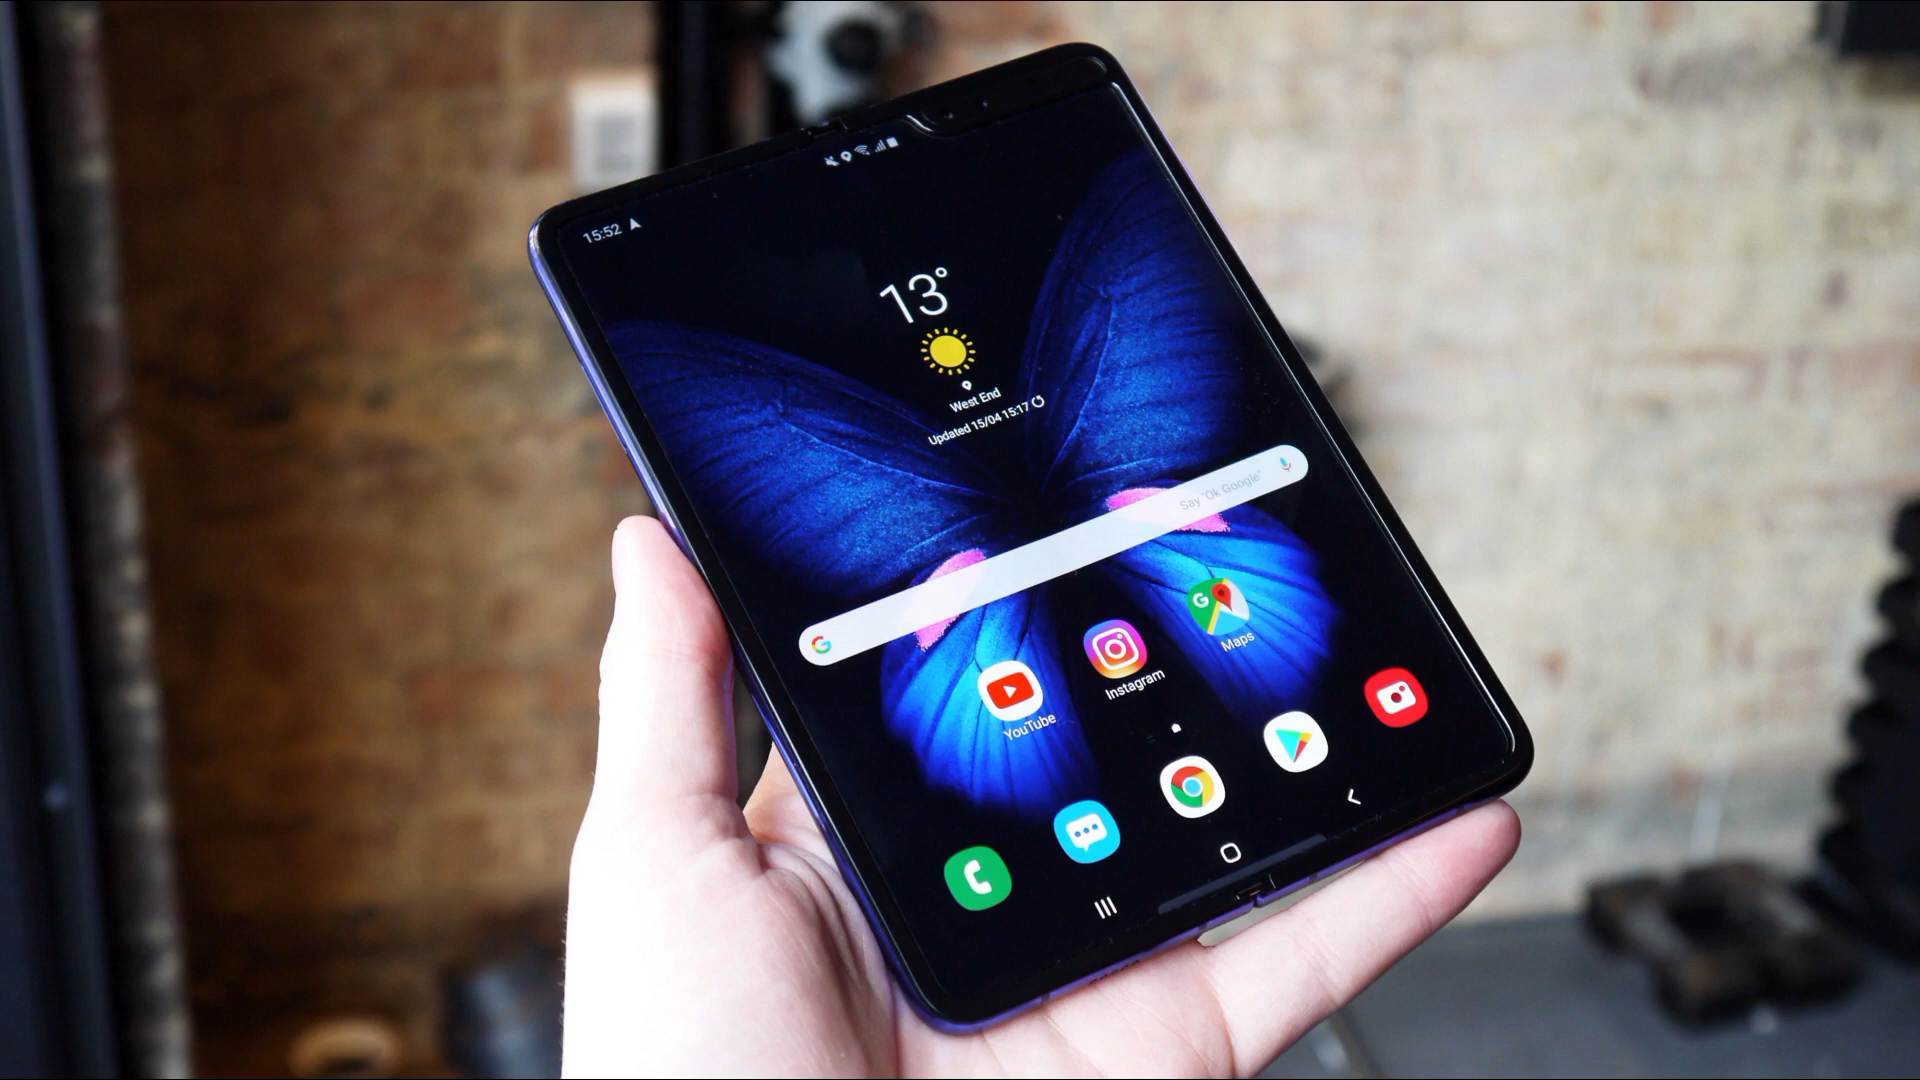 15:52
13°
West End
Updated 15/04 15:17
Say "Ok Google"
YouTube
Instagram
Maps